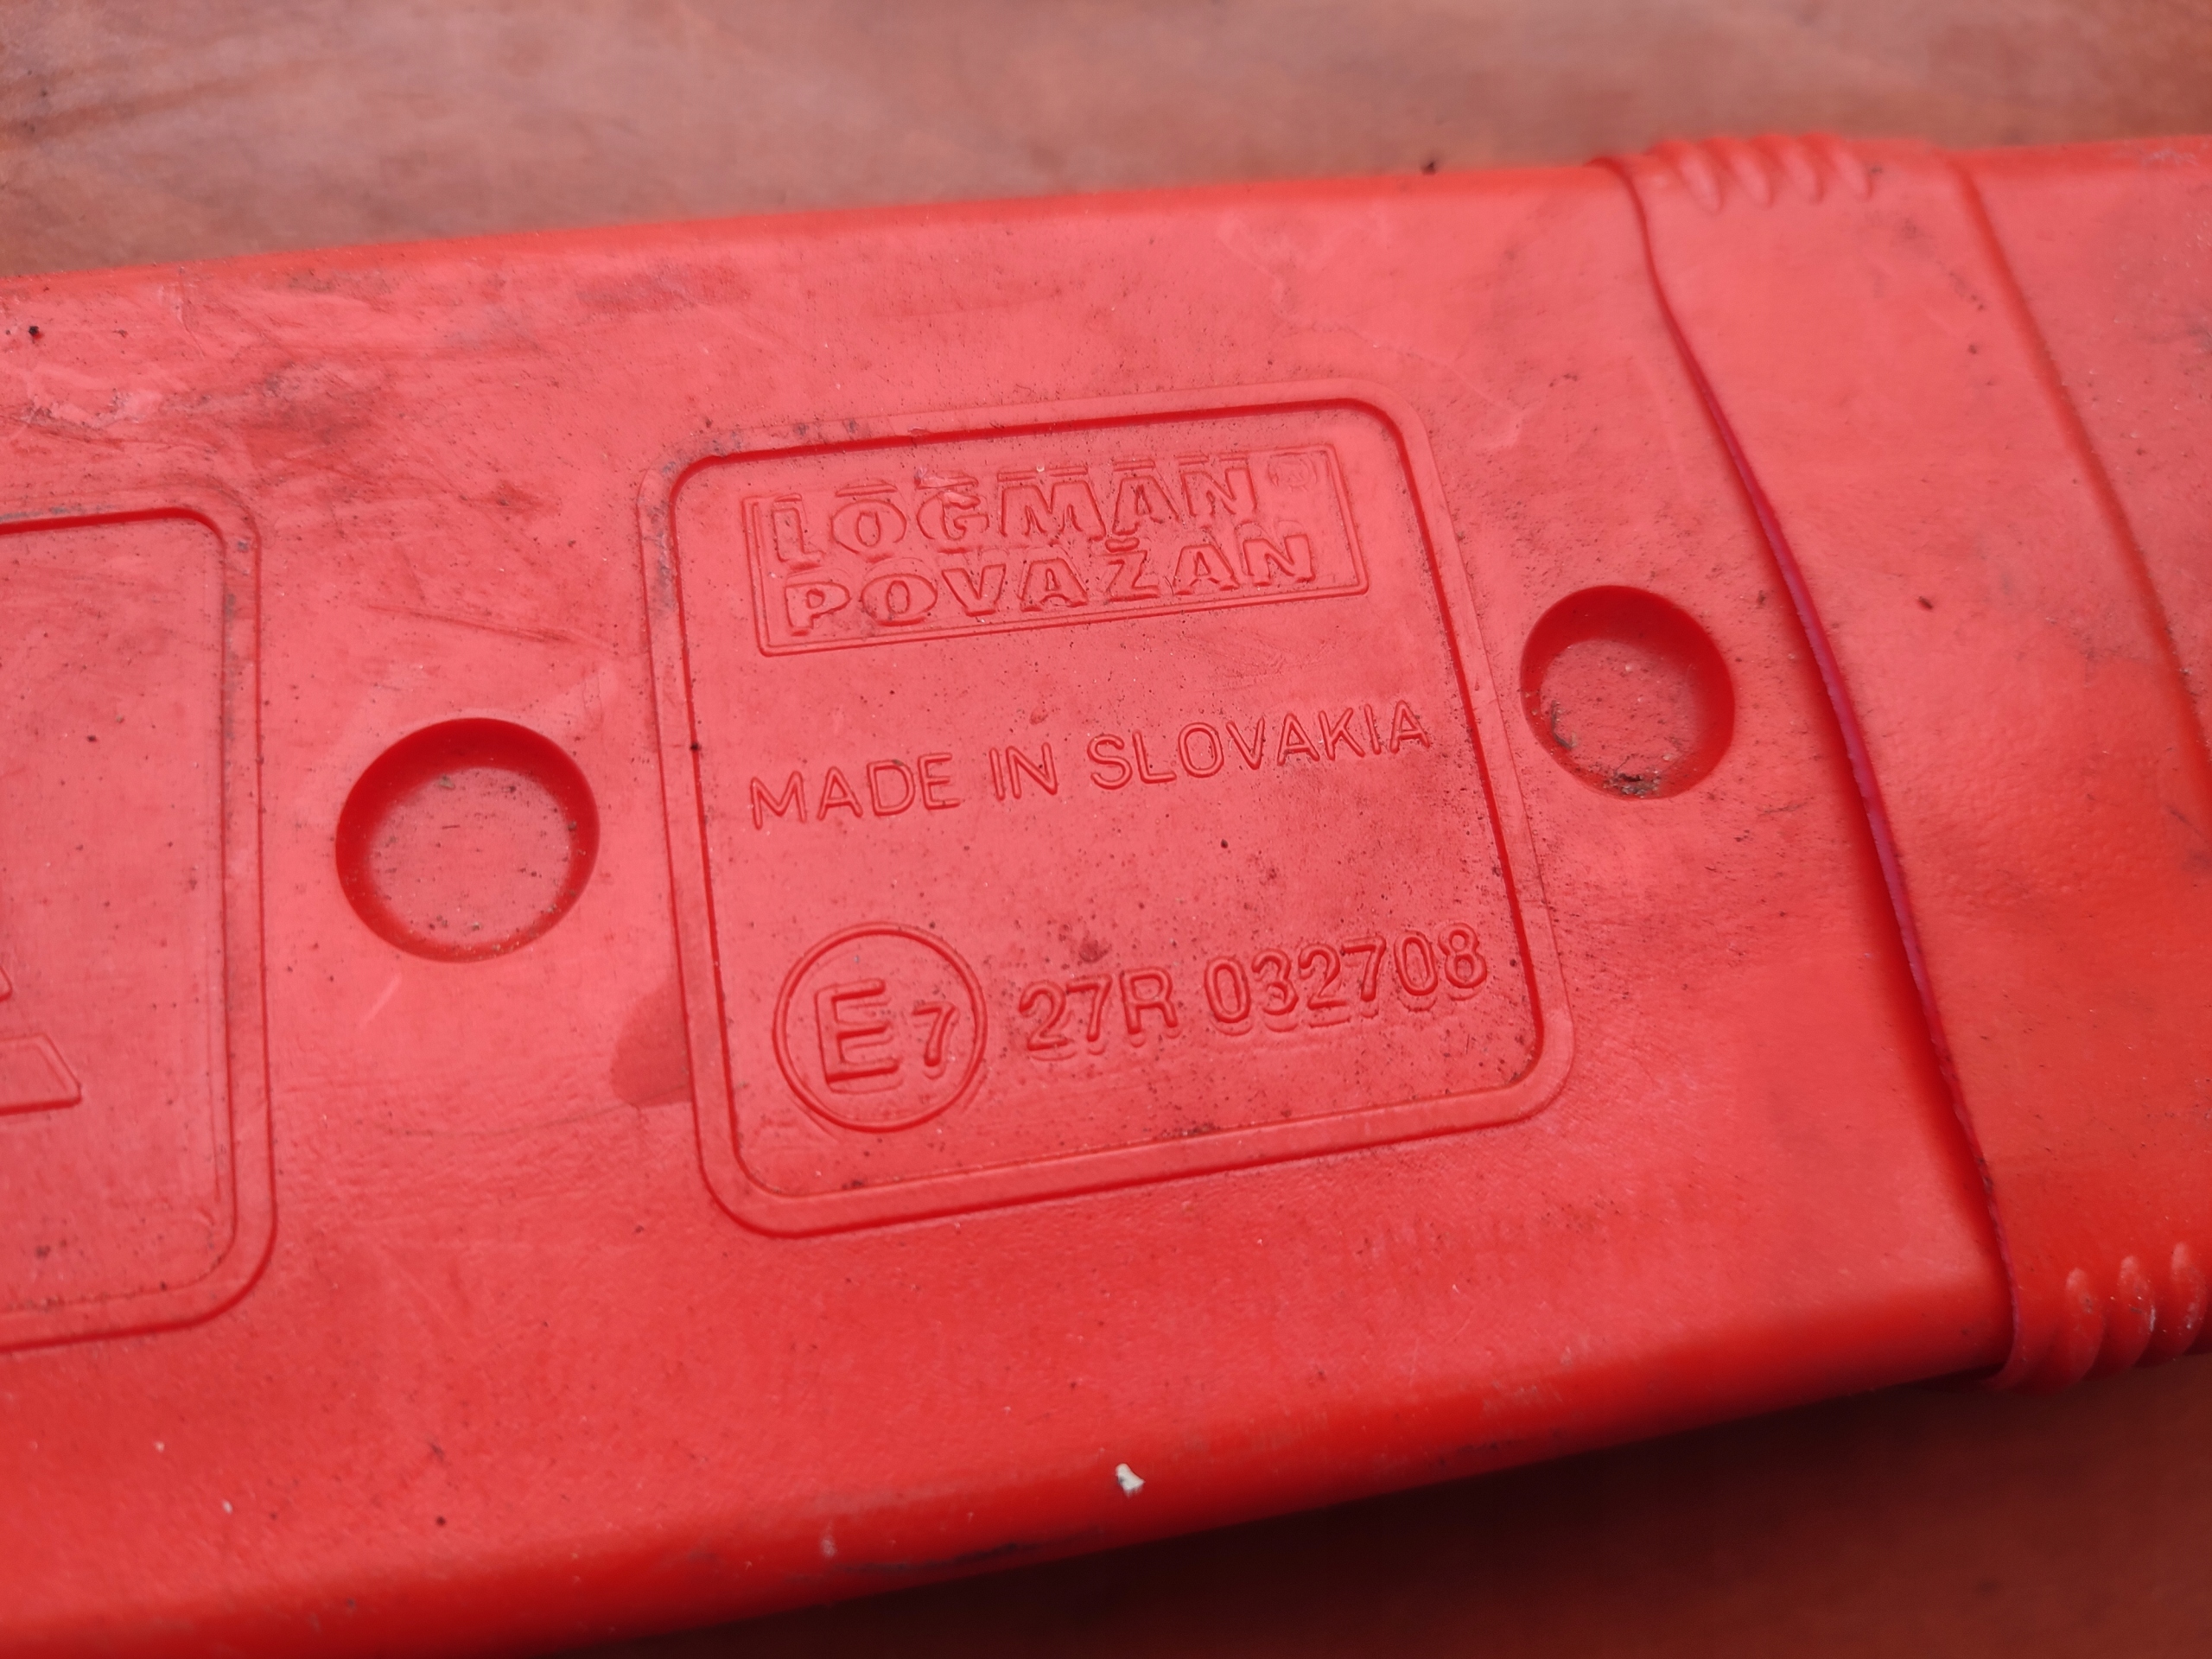 LOGMAN
POVAŽAN
MADE IN SLOVAKIA
E7 27R 032708